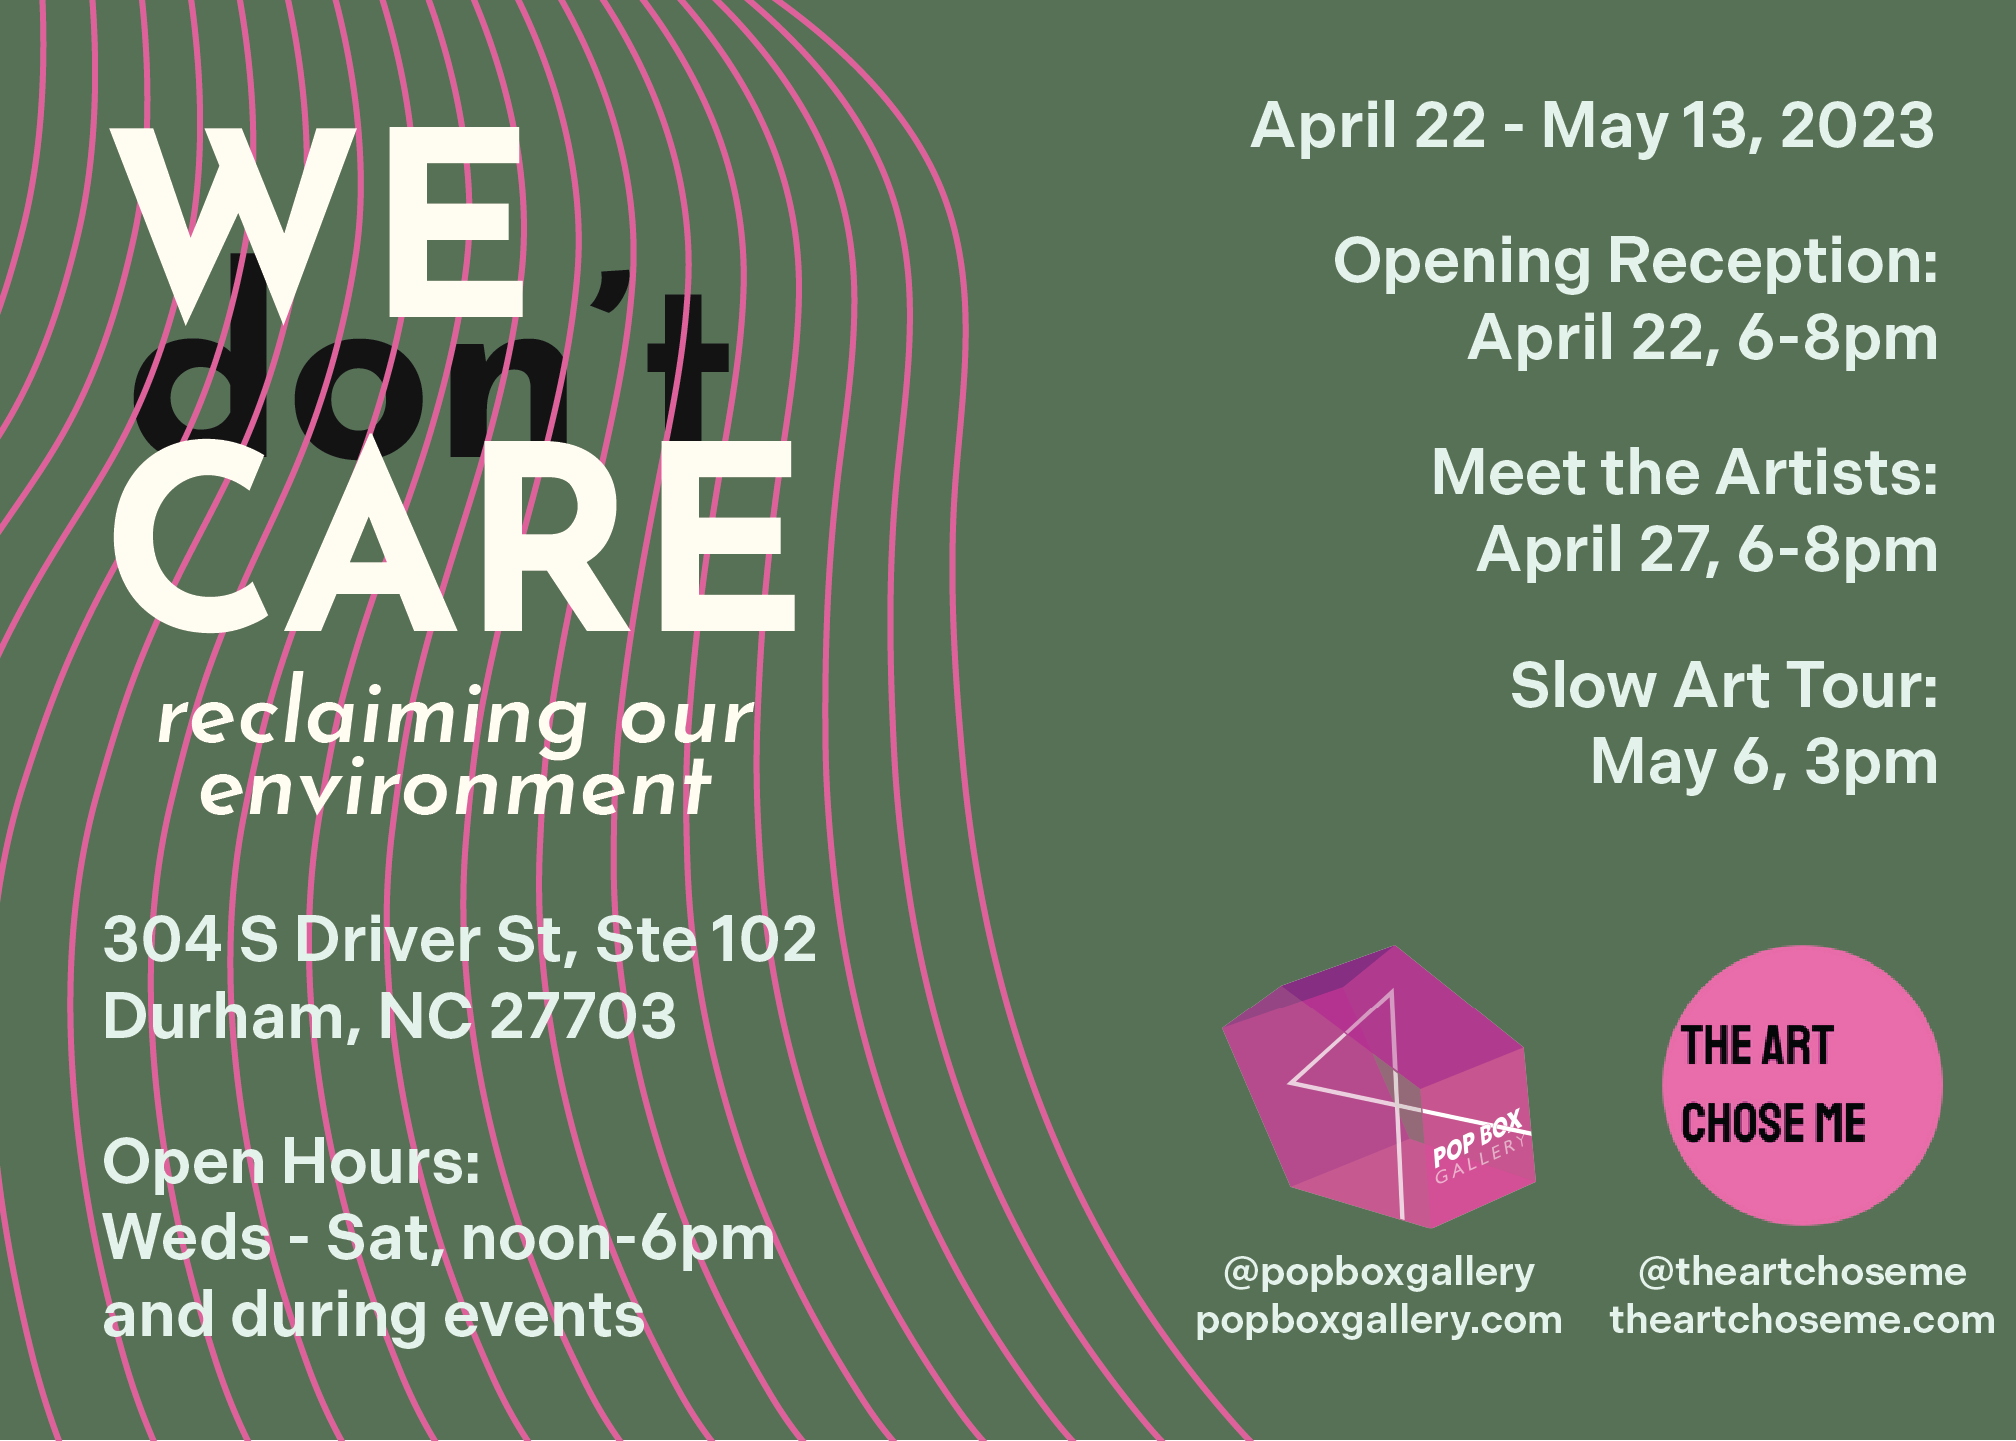 WE
don't
CARE
reclaiming our
environment
304 S Driver St, Ste 102
Durham, NC 27703
Open Hours:
Weds - Sat, noon-6pm
and during events
April 22 - May 13, 2023
Opening Reception:
April 22, 6-8pm
Meet the Artists:
April 27, 6-8pm
Slow Art Tour:
May 6, 3pm
POP BOX
GALLERY
@popboxgallery
popboxgallery.com
THE ART
CHOSE ME
@theartchoseme
theartchoseme.com